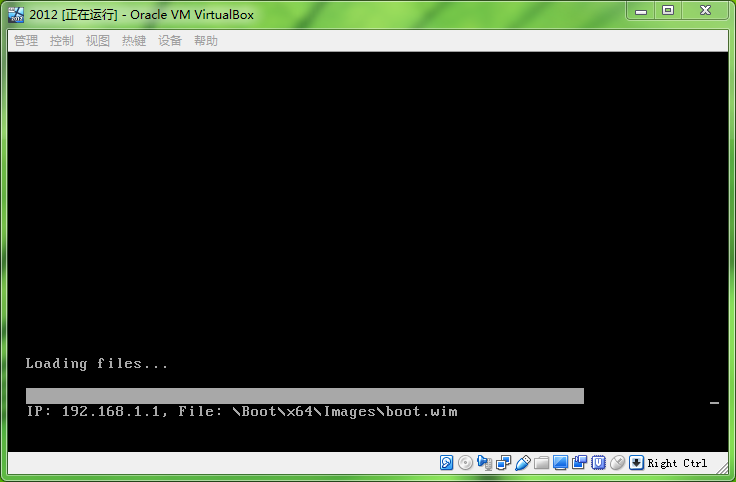 2012 [正在运行] - Oracle VM VirtualBox
管理 控制 视图 热键 设备 帮助
Loading files...
IP: 192.168.1.1, File: \Boot\x64\Images\boot.wim
Right Ctrl